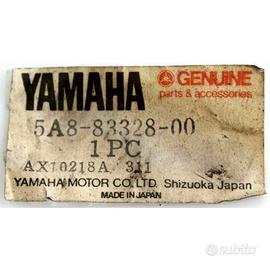 YAMAHA
GENUINE
parts & accessories
5A8-83328-00
1 PC
AX10218A 311
YAMAHA MOTOR CO.LTD. Shizuoka Japan
MADE IN JAPAN
subito